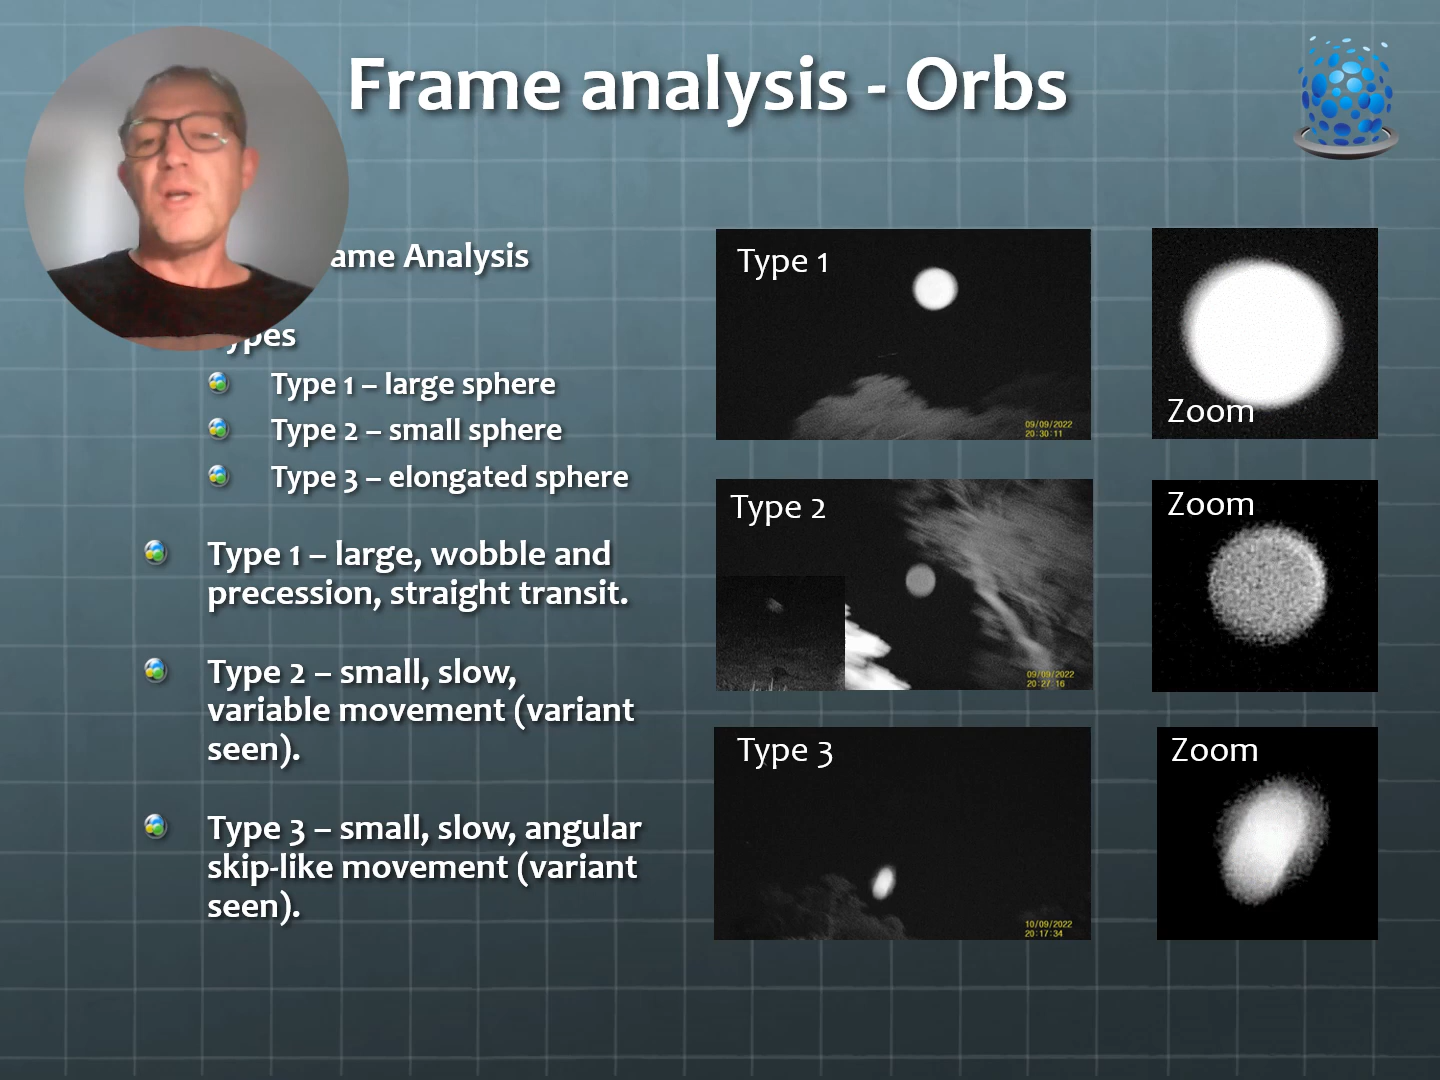 Frame analysis - Orbs
ame Analysis
ypes
Type 1 – large sphere
Type 2 – small sphere
Type 3 – elongated sphere
Type 1 – large, wobble and
precession, straight transit.
Type 2 – small, slow,
variable movement (variant
seen).
Type 3 – small, slow, angular
skip-like movement (variant
seen).
Type 1
09/09/2022
20:30:11
Zoom
Type 2
09/09/2022
20:27:16
Zoom
Type 3
10/09/2022
20:17:34
Zoom